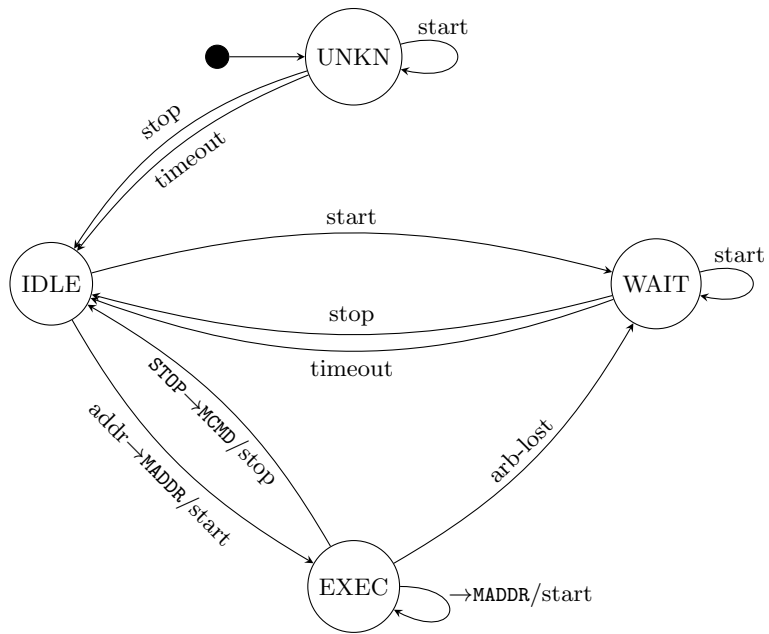 start
UNKN
stop
timeout
start
IDLE
WAIT
start
stop
timeout
STOP→MCMD/stop
addr→MADDR/start
arb-lost
EXEC
→MADDR/start